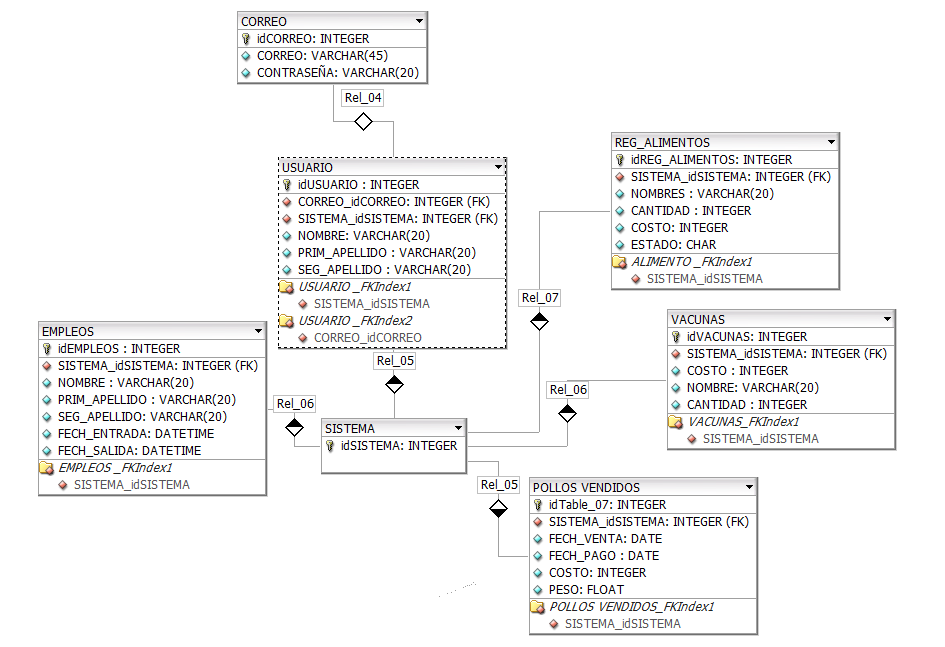 CORREO
idCORREO: INTEGER
CORREO: VARCHAR(45)
CONTRASEÑA: VARCHAR(20)
Rel_04
USUARIO
idUSUARIO : INTEGER
CORREO_idCORREO: INTEGER (FK)
SISTEMA_idSISTEMA: INTEGER (FK)
NOMBRE: VARCHAR(20)
PRIM_APELLIDO : VARCHAR(20)
SEG_APELLIDO : VARCHAR(20)
USUARIO _FKIndex1
SISTEMA_idSISTEMA
USUARIO _FKIndex2
CORREO_idCORREO
REG_ALIMENTOS
idREG_ALIMENTOS: INTEGER
SISTEMA_idSISTEMA: INTEGER (FK)
NOMBRES : VARCHAR(20)
CANTIDAD : INTEGER
COSTO: INTEGER
ESTADO: CHAR
ALIMENTO _FKIndex1
SISTEMA_idSISTEMA
Rel_07
VACUNAS
idVACUNAS: INTEGER
SISTEMA_idSISTEMA: INTEGER (FK)
COSTO : INTEGER
NOMBRE: VARCHAR(20)
CANTIDAD : INTEGER
VACUNAS_FKIndex1
SISTEMA_idSISTEMA
EMPLEOS
idEMPLEOS : INTEGER
SISTEMA_idSISTEMA: INTEGER (FK)
NOMBRE : VARCHAR(20)
PRIM_APELLIDO : VARCHAR(20)
SEG_APELLIDO: VARCHAR(20)
FECH_ENTRADA: DATETIME
FECH_SALIDA: DATETIME
EMPLEOS _FKIndex1
SISTEMA_idSISTEMA
Rel_05
Rel_06
Rel_06
SISTEMA
idSISTEMA: INTEGER
Rel_05
POLLOS VENDIDOS
idTable_07: INTEGER
SISTEMA_idSISTEMA: INTEGER (FK)
FECH_VENTA: DATE
FECH_PAGO : DATE
COSTO: INTEGER
PESO: FLOAT
POLLOS VENDIDOS_FKIndex1
SISTEMA_idSISTEMA